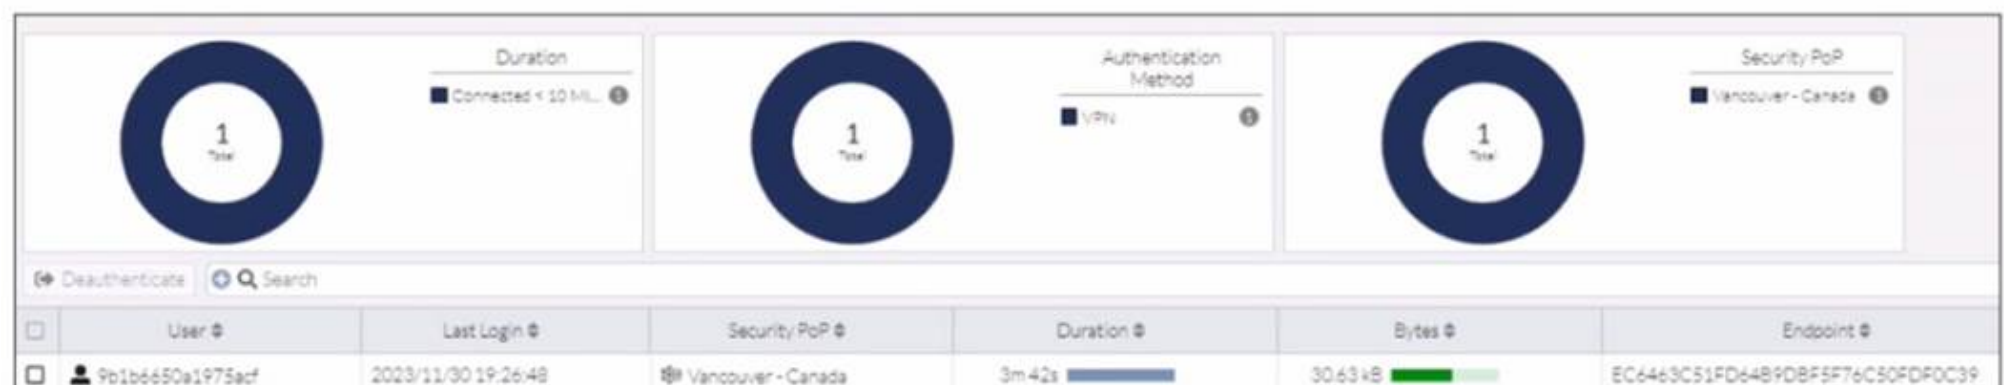 1
Total
Duration
Connected < 10 Mi...
1
Total
Authentication
Method
VPN
1
Total
Security PoP
Vancouver - Canada
Deauthenticate Search
User Last Login Security PoP Duration Bytes Endpoint
9b1b6650a1975acf 2023/11/30 19:26:48 Vancouver - Canada 3m 42s 30.63 kB EC6463C51FD64B9DBF5F76C50FDF0C39